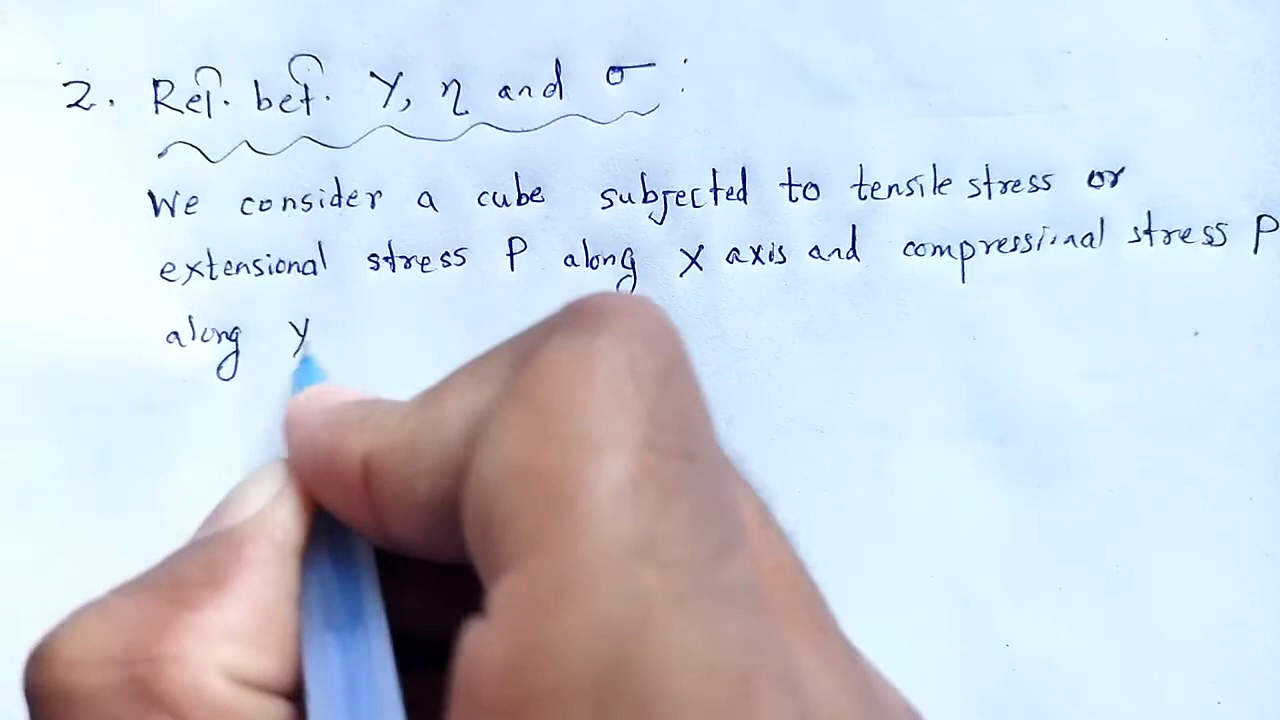 2. Rel. bet. Y, η and σ :
We consider a cube subjected to tensile stress or
extensional stress P along X axis and compressional stress P
along Y